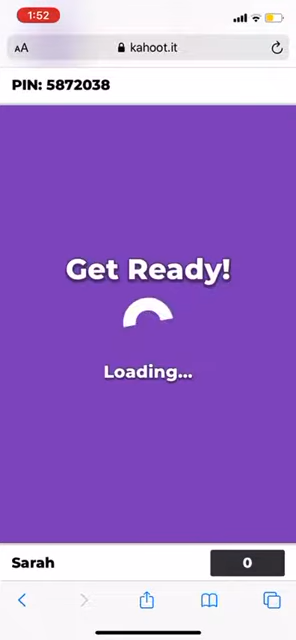 1:52
AA kahoot.it
PIN: 5872038
Get Ready!
Loading...
Sarah 0